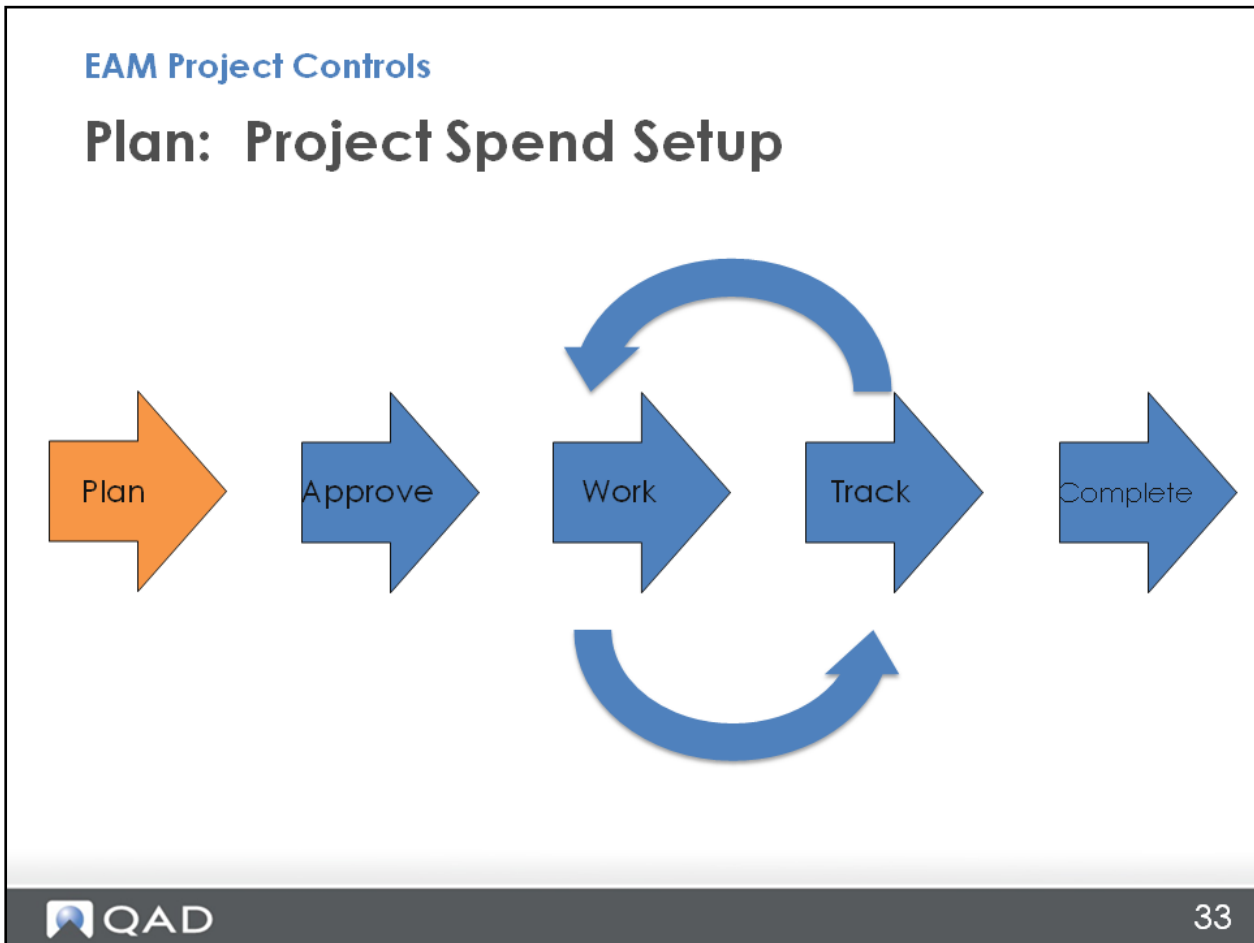 EAM Project Controls
Plan: Project Spend Setup
Plan
Approve
Work
Track
Complete
QAD
33